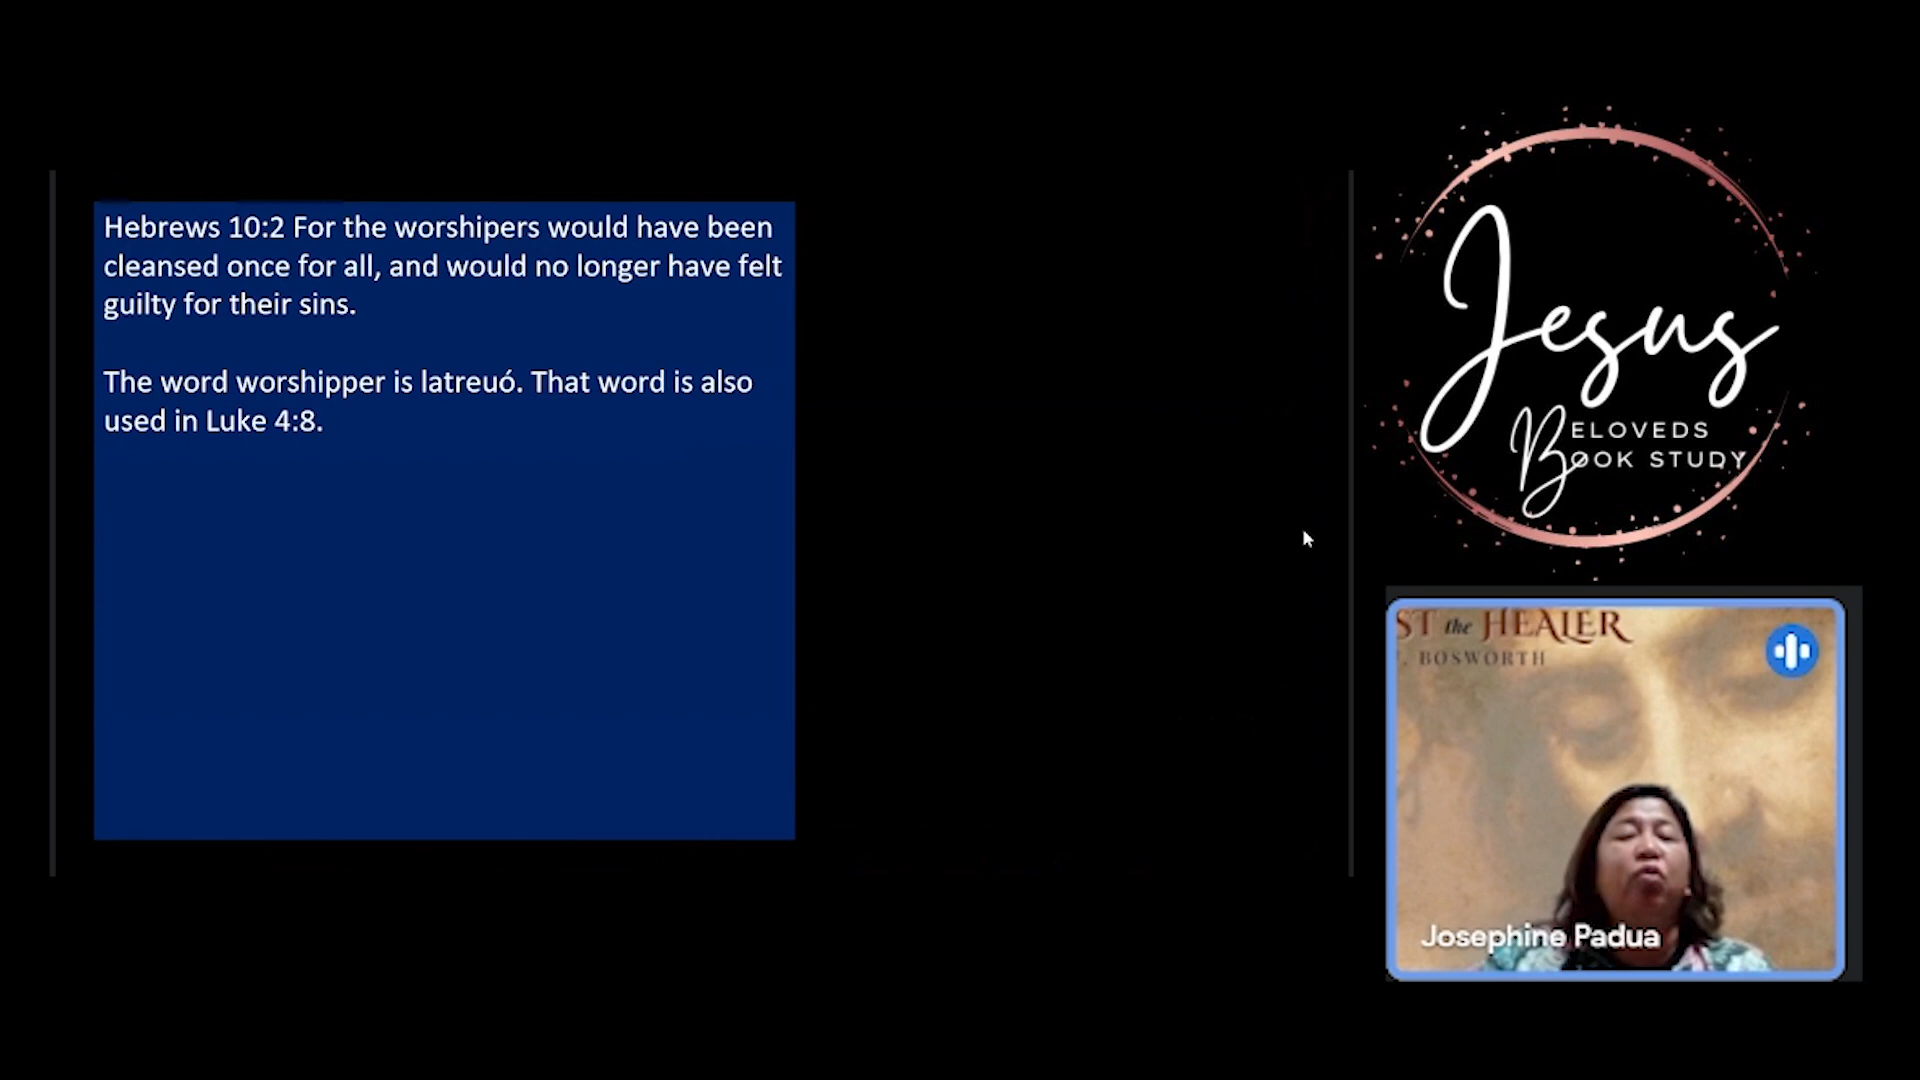 Hebrews 10:2 For the worshipers would have been
cleansed once for all, and would no longer have felt
guilty for their sins.
The word worshipper is latreuó. That word is also
used in Luke 4:8.
Jesus
BELOVEDS
BOOK STUDY
ST the HEALER
. BOSWORTH
Josephine Padua